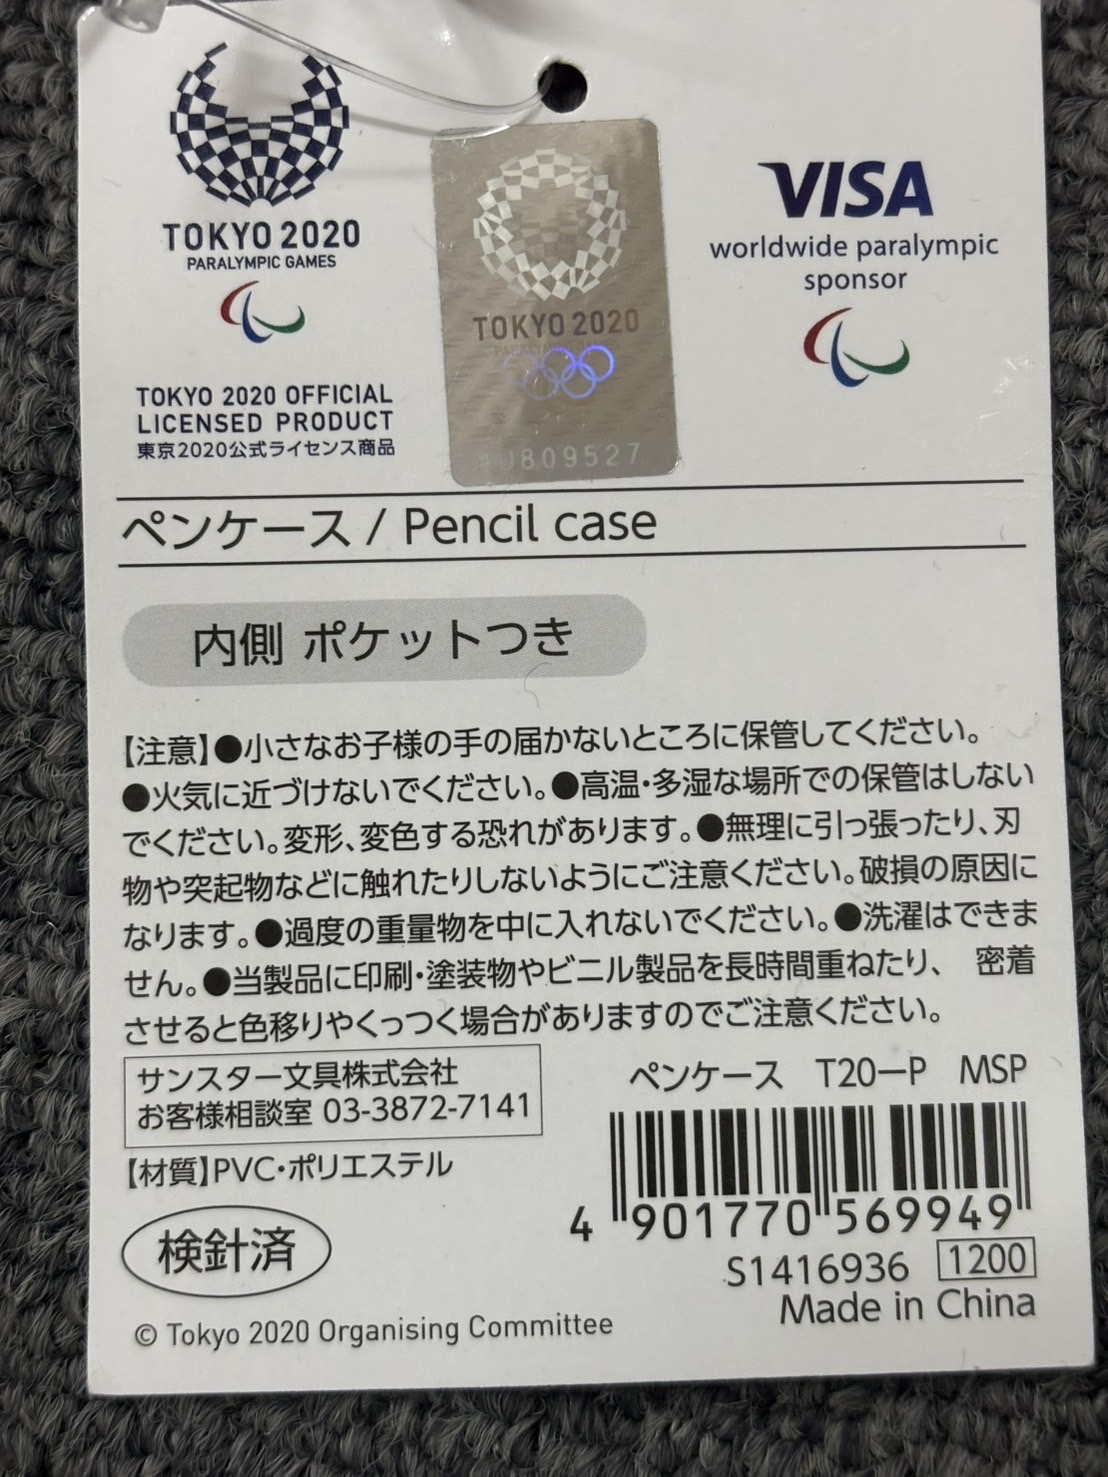 TOKYO 2020
PARALYMPIC GAMES
TOKYO 2020 OFFICIAL
LICENSED PRODUCT
東京2020公式ライセンス商品
TOKYO 2020
U809527
VISA
worldwide paralympic
sponsor
ペンケース / Pencil case
内側 ポケットつき
【注意】●小さなお子様の手の届かないところに保管してください。
●火気に近づけないでください。●高温・多湿な場所での保管はしない
でください。変形、変色する恐れがあります。●無理に引っ張ったり、刃
物や突起物などに触れたりしないようにご注意ください。破損の原因に
なります。●過度の重量物を中に入れないでください。●洗濯はできま
せん。●当製品に印刷・塗装物やビニル製品を長時間重ねたり、 密着
させると色移りやくっつく場合がありますのでご注意ください。
サンスター文具株式会社
お客様相談室 03-3872-7141
【材質】PVC・ポリエステル
検針済
© Tokyo 2020 Organising Committee
ペンケース T20ーP MSP
4 901770 569949
S1416936 1200
Made in China